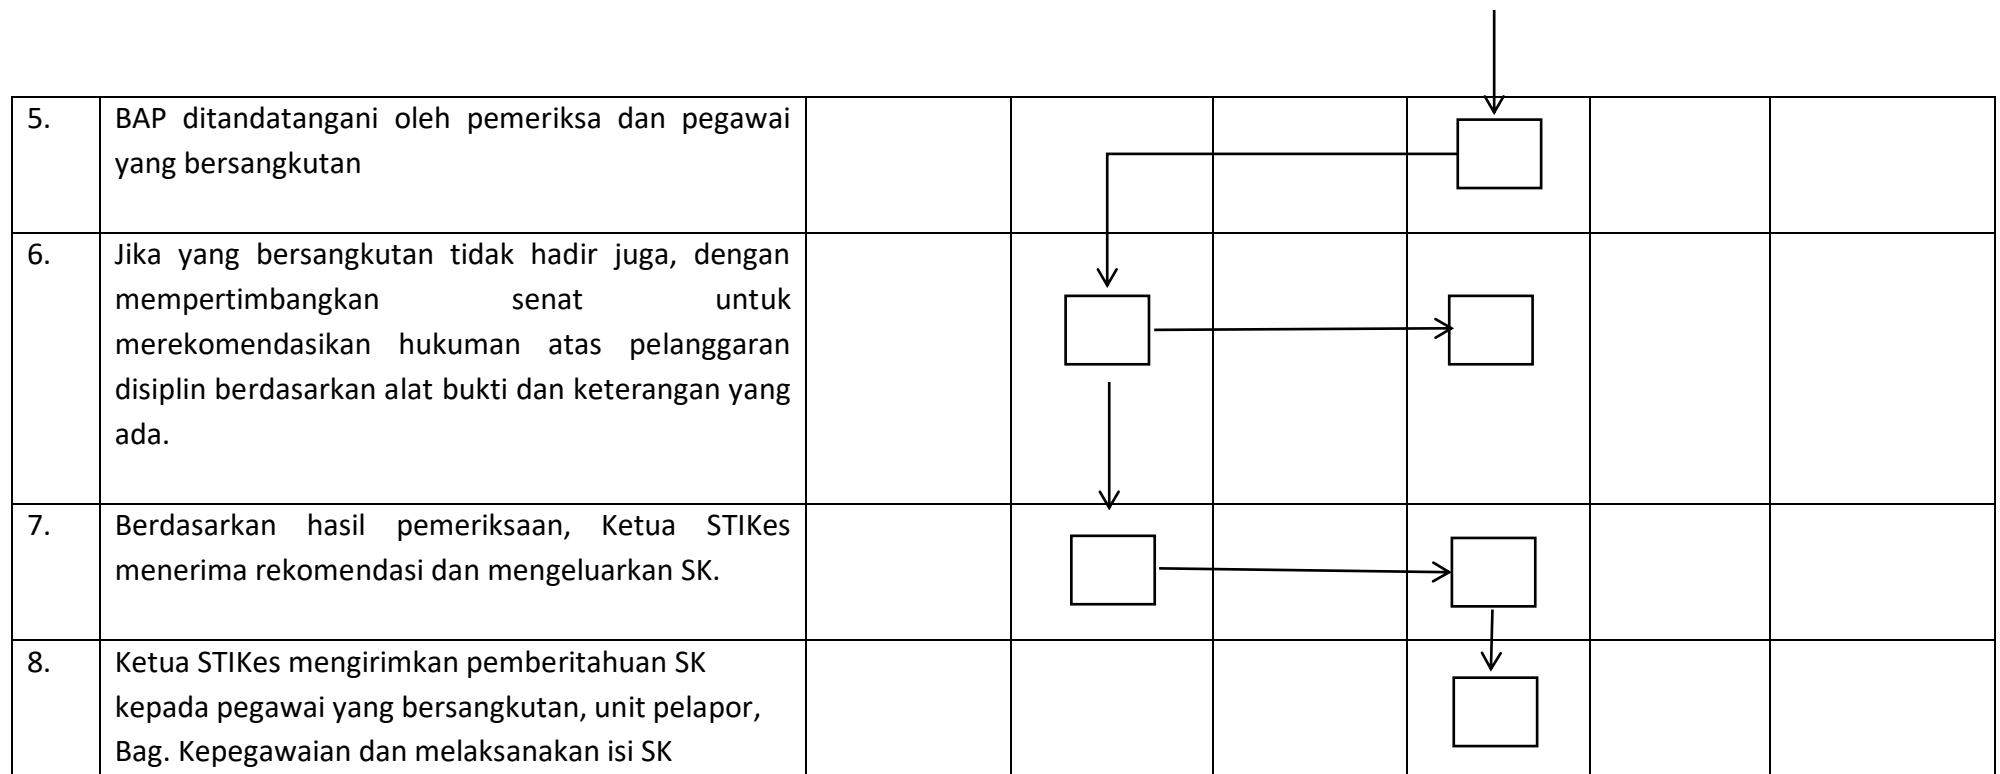 5. BAP ditandatangani oleh pemeriksa dan pegawai
yang bersangkutan
6. Jika yang bersangkutan tidak hadir juga, dengan
mempertimbangkan senat untuk
merekomendasikan hukuman atas pelanggaran
disiplin berdasarkan alat bukti dan keterangan yang
ada.
7. Berdasarkan hasil pemeriksaan, Ketua STIKes
menerima rekomendasi dan mengeluarkan SK.
8. Ketua STIKes mengirimkan pemberitahuan SK
kepada pegawai yang bersangkutan, unit pelapor,
Bag. Kepegawaian dan melaksanakan isi SK